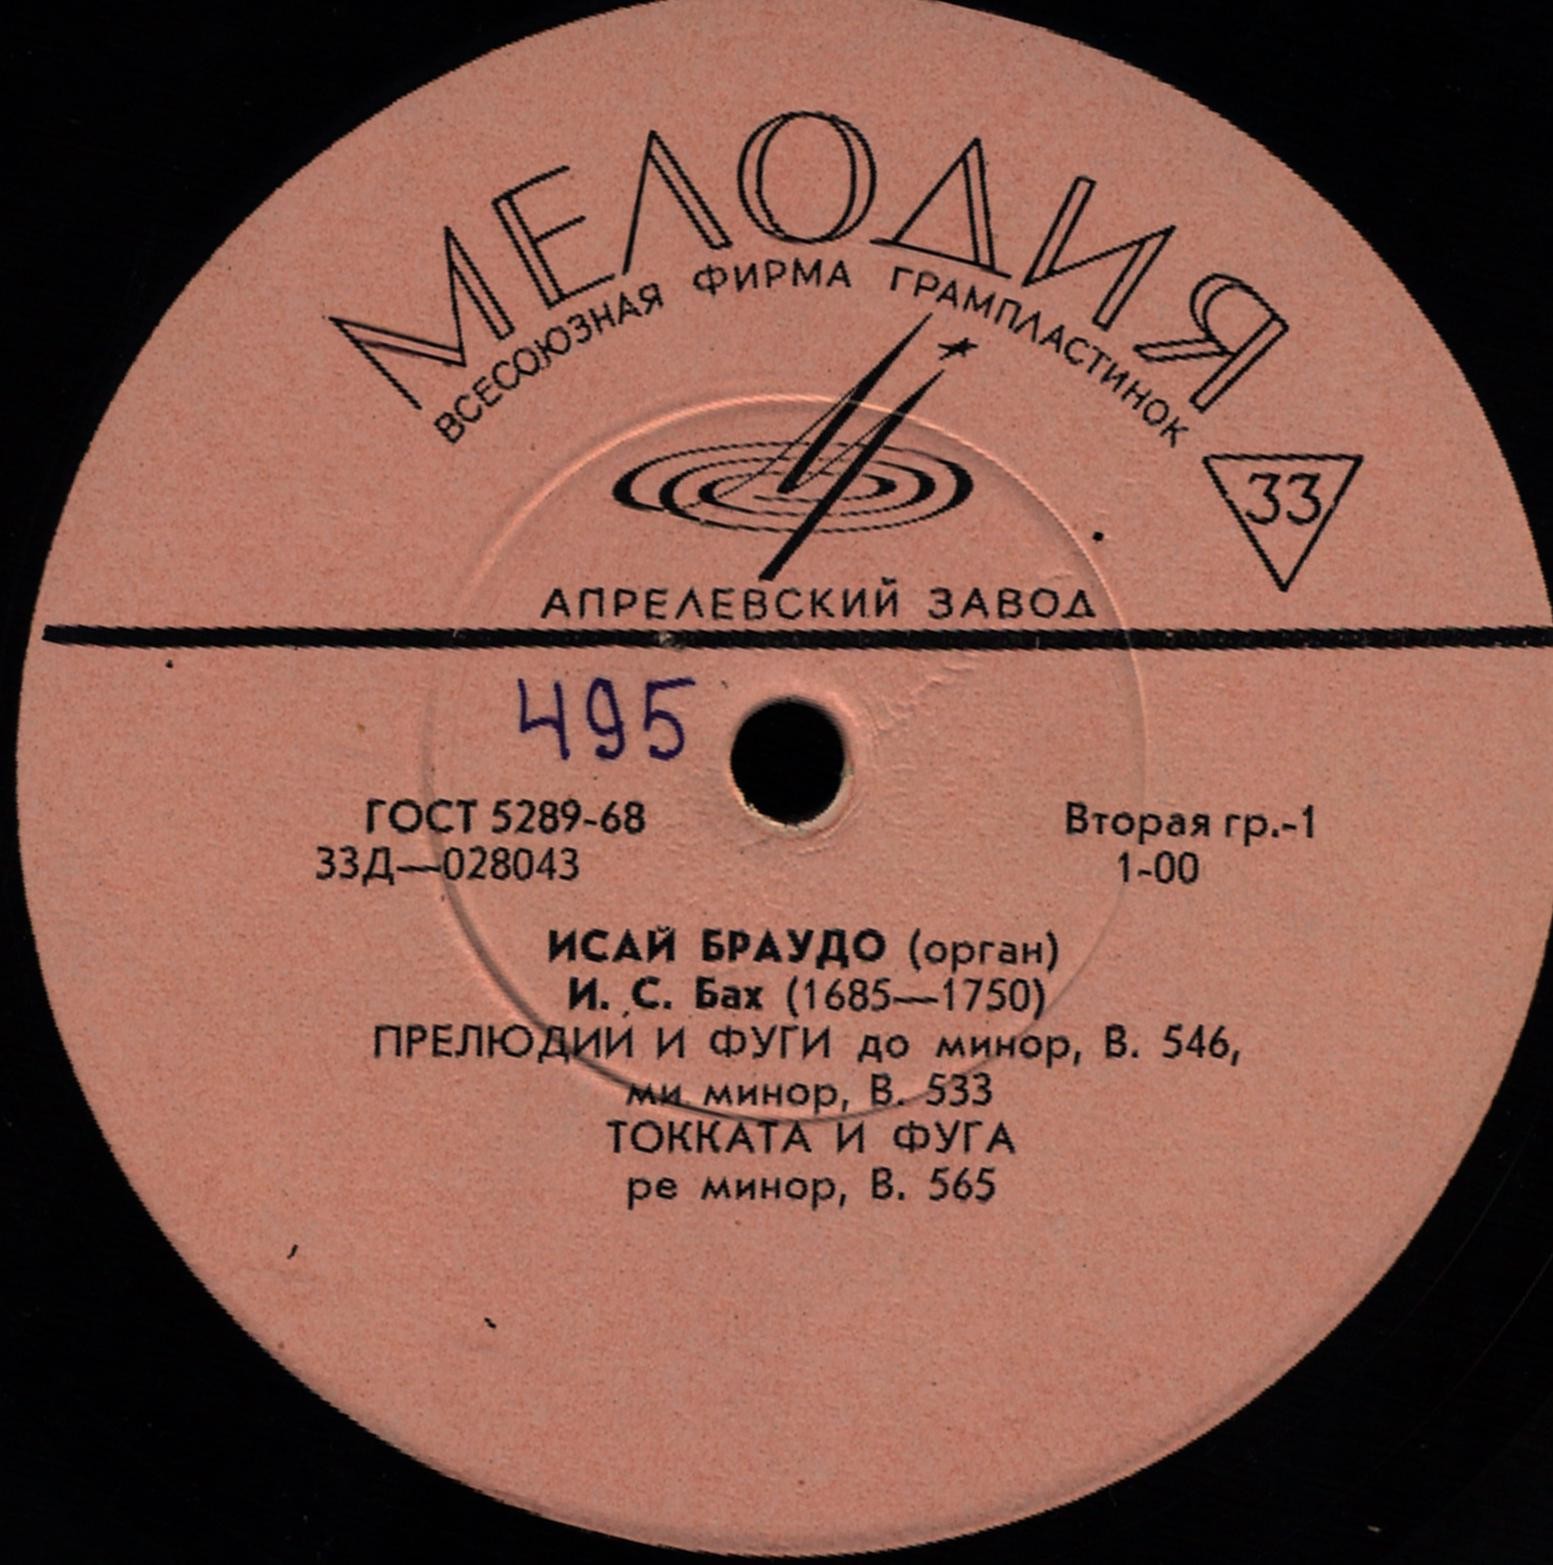 МЕЛОДИЯ
ВСЕСОЮЗНАЯ ФИРМА ГРАМПЛАСТИНОК
33
АПРЕЛЕВСКИЙ ЗАВОД
495
ГОСТ 5289-68
Вторая гр.-1
33Д—028043
1-00
ИСАЙ БРАУДО (орган)
И. С. Бах (1685—1750)
ПРЕЛЮДИИ И ФУГИ до минор, В. 546,
ми минор, В. 533
ТОККАТА И ФУГА
ре минор, В. 565